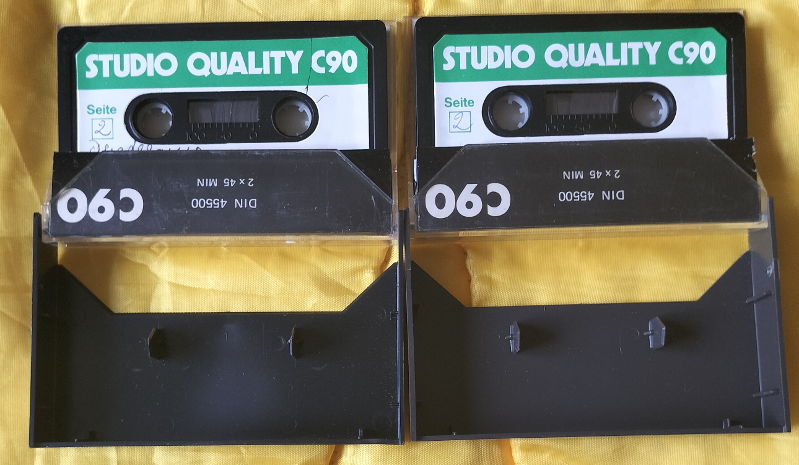 STUDIO QUALITY C90
Seite
2
C90
DIN 45500
2 x 45 MIN
STUDIO QUALITY C90
Seite
2
C90
DIN 45500
2 x 45 MIN